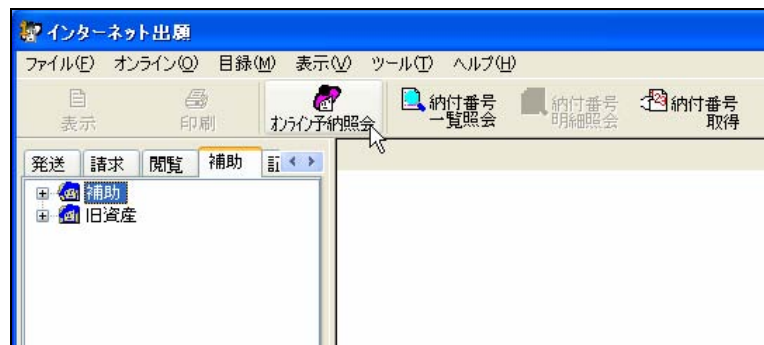 インターネット出願
ファイル(F) オンライン(O) 目録(M) 表示(V) ツール(T) ヘルプ(H)
表示 印刷 オンライン予納照会 納付番号 納付番号 納付番号
一覧照会 明細照会 取得
発送 請求 閲覧 補助
補助
旧資産